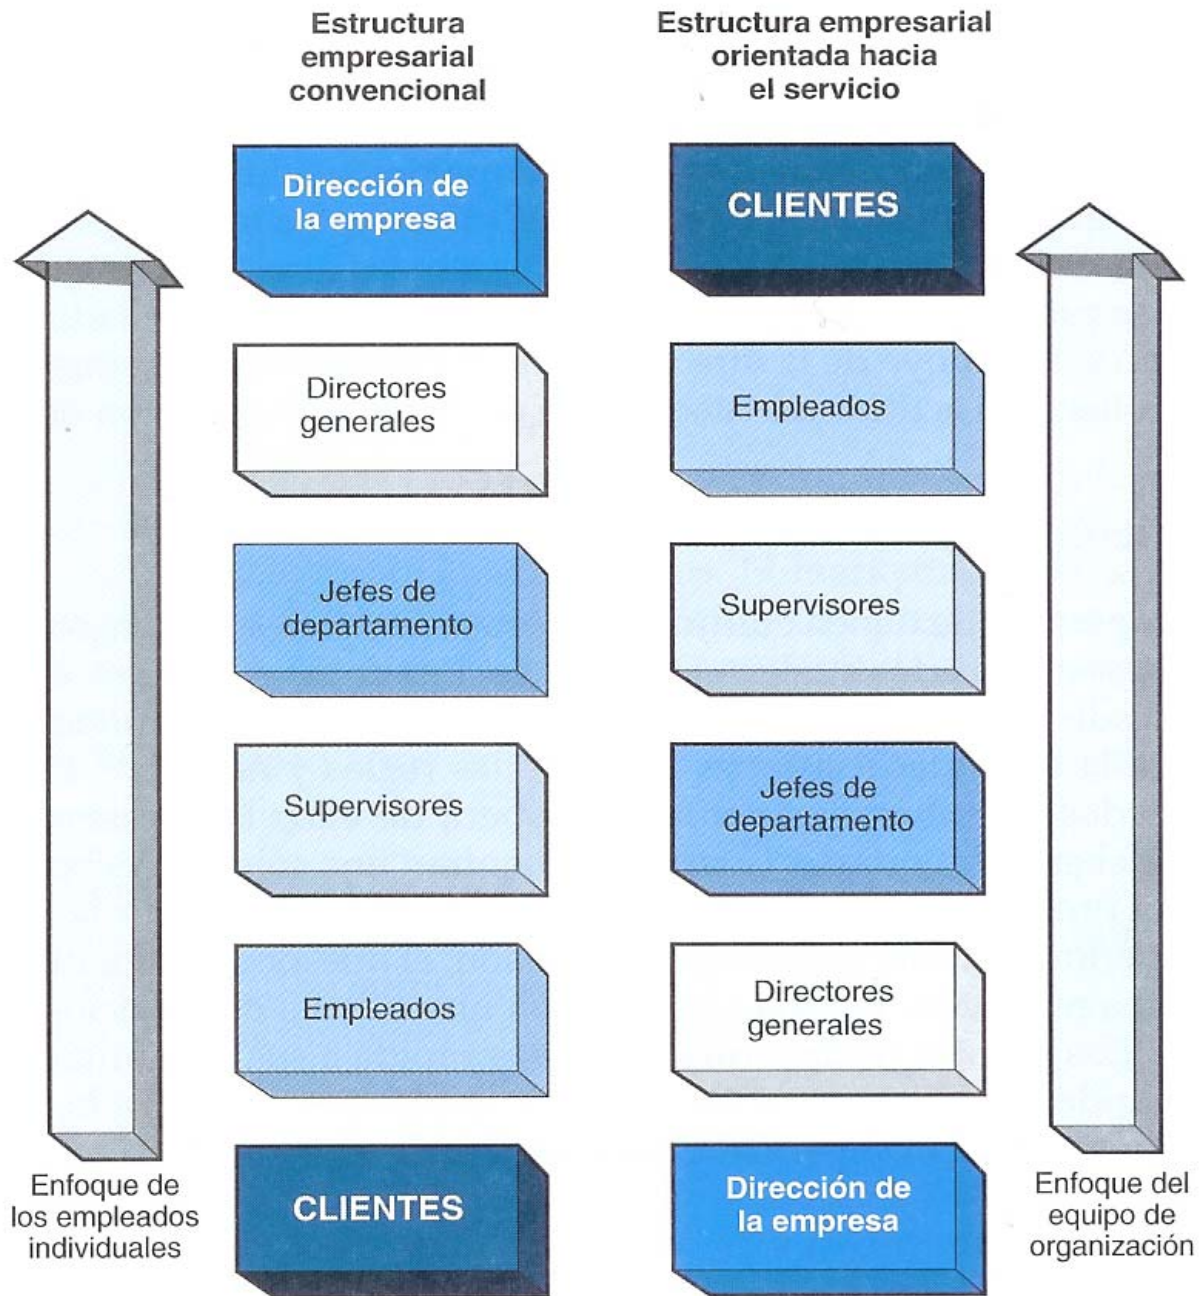 Estructura
empresarial
convencional
Estructura empresarial
orientada hacia
el servicio
Dirección de
la empresa
CLIENTES
Directores
generales
Empleados
Jefes de
departamento
Supervisores
Supervisores
Jefes de
departamento
Empleados
Directores
generales
CLIENTES
Dirección de
la empresa
Enfoque de
los empleados
individuales
Enfoque del
equipo de
organización